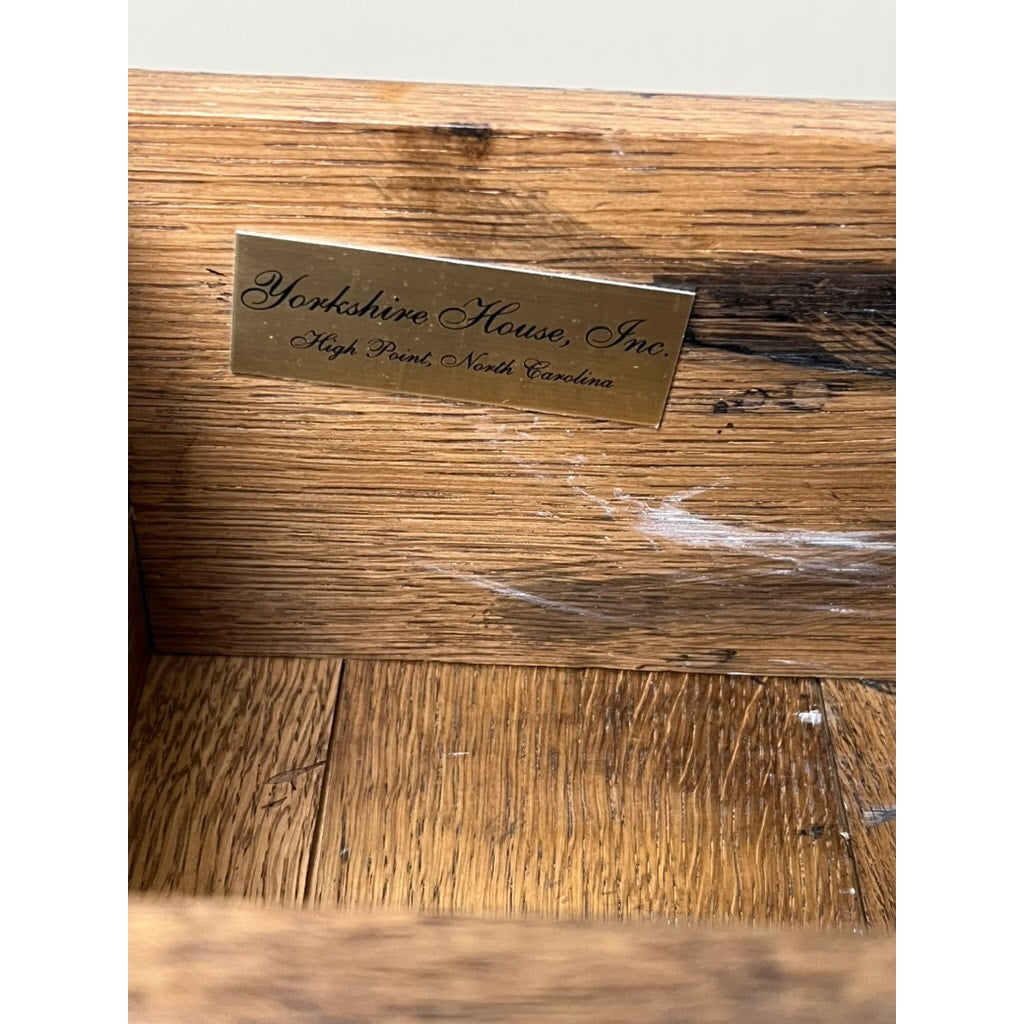 Yorkshire House, Inc.
High Point, North Carolina